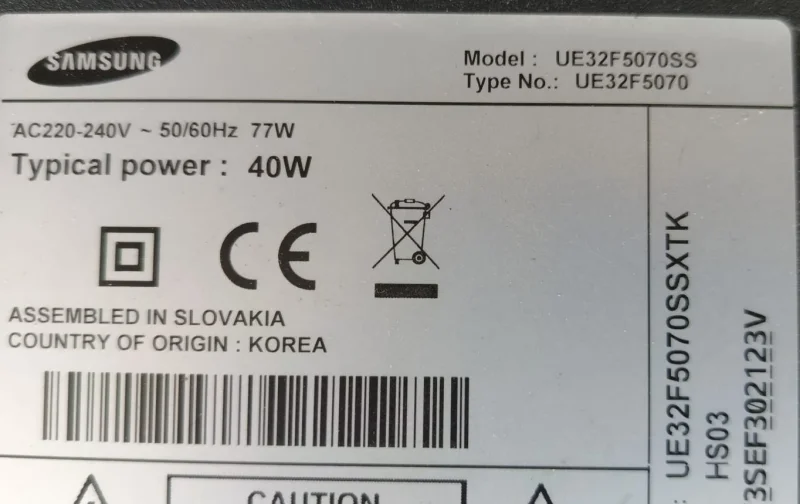 SAMSUNG
Model : UE32F5070SS
Type No.: UE32F5070
AC220-240V ~ 50/60Hz 77W
Typical power : 40W
CE
ASSEMBLED IN SLOVAKIA
COUNTRY OF ORIGIN : KOREA
CAUTION
UE32F5070SSXTK
HS03
3SEF302123V